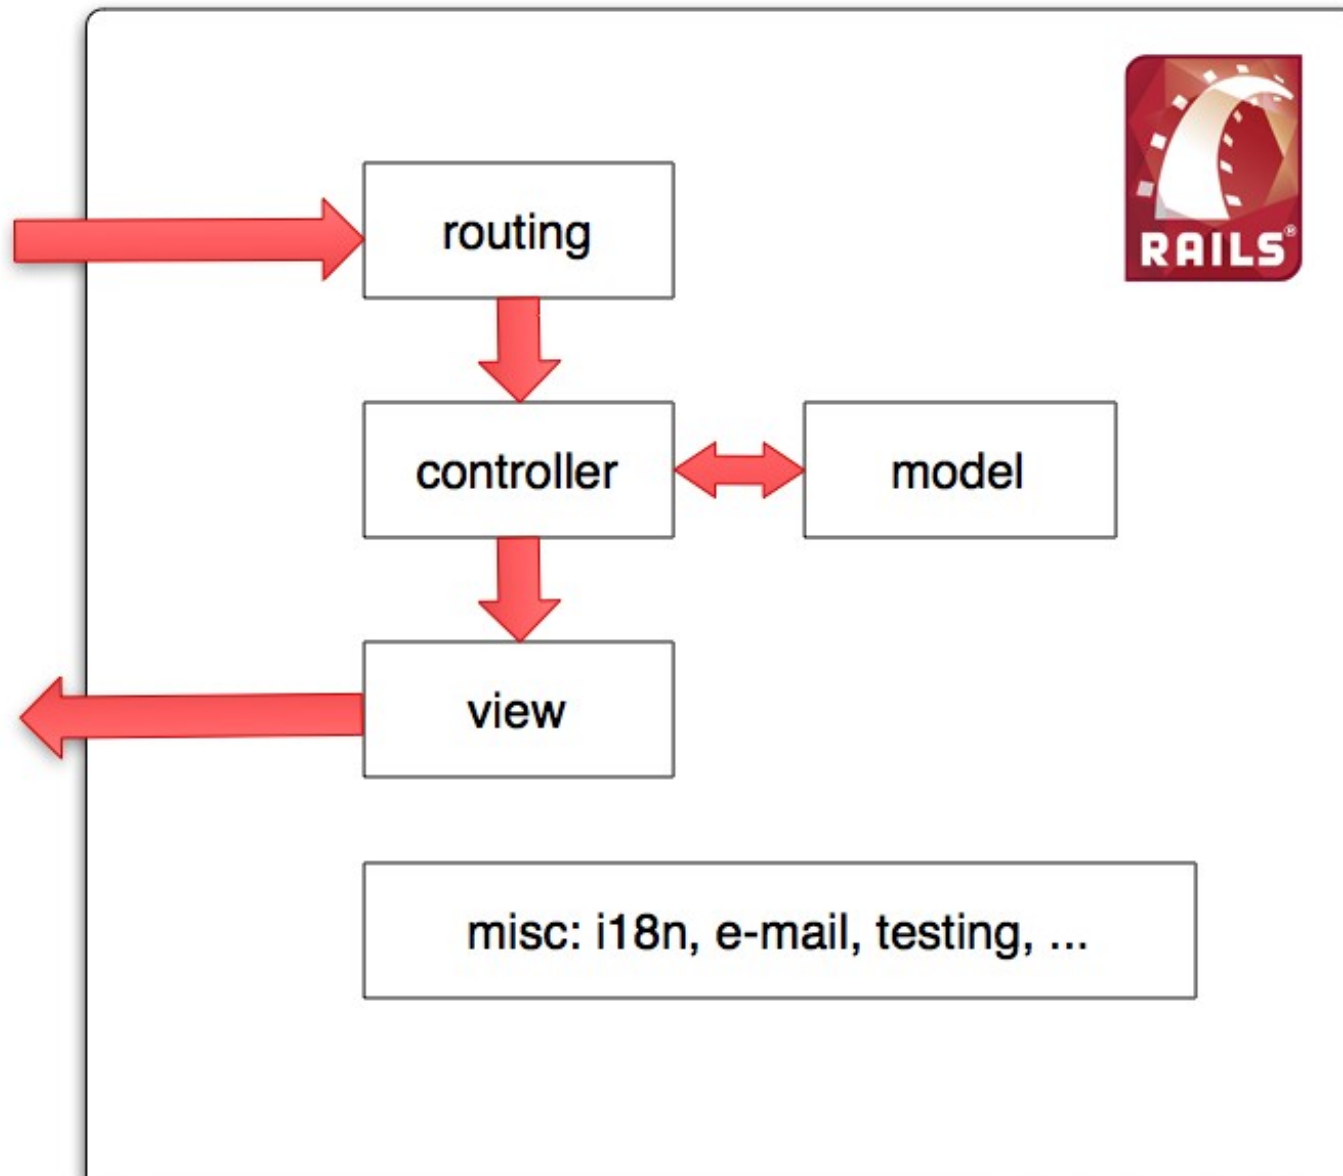 RAILS®
routing
controller
model
view
misc: i18n, e-mail, testing, ...